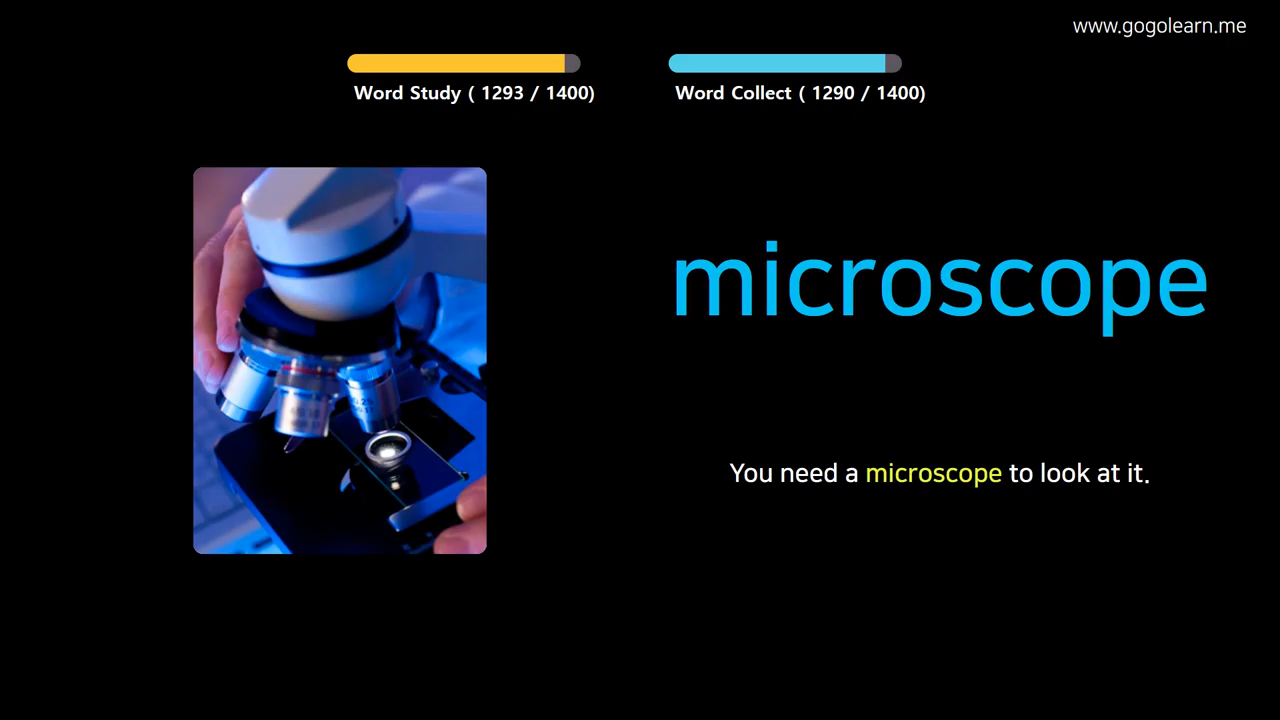 www.gogolearn.me
Word Study ( 1293 / 1400)
Word Collect ( 1290 / 1400)
microscope
You need a microscope to look at it.